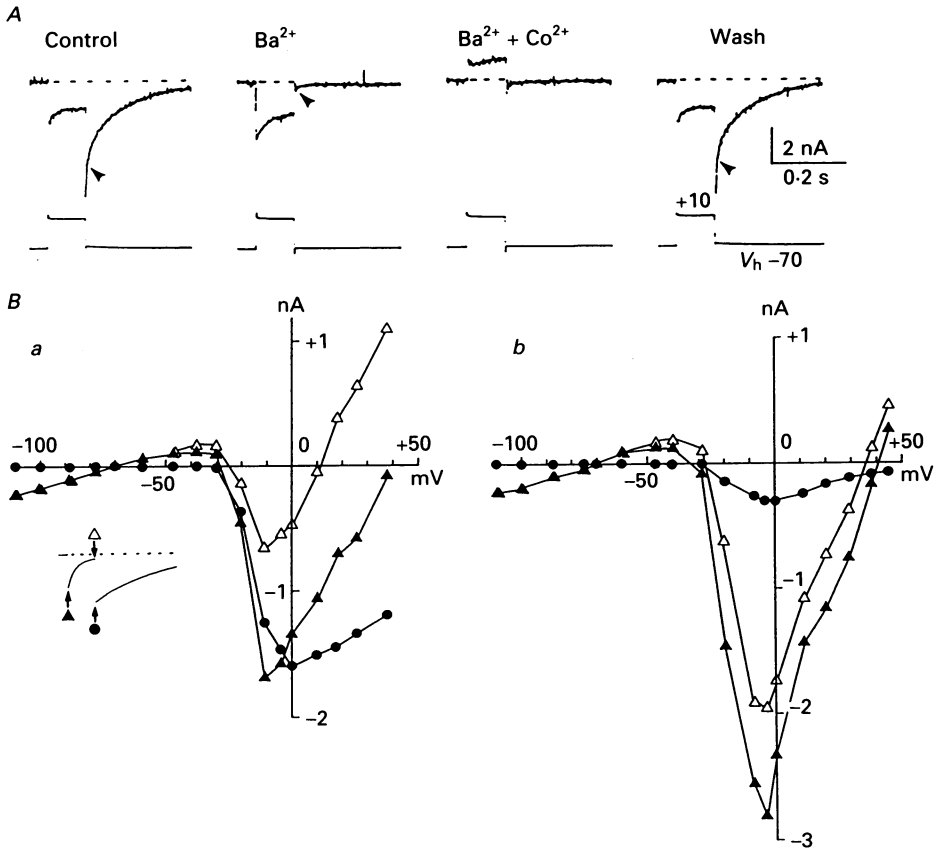 A
Control
Ba²⁺
Ba²⁺ + Co²⁺
Wash
2 nA
0·2 s
+10
Vₕ −70
B
a
nA
+1
−100
−50
0
+50
mV
−1
−2
b
nA
+1
−100
−50
0
+50
mV
−1
−2
−3